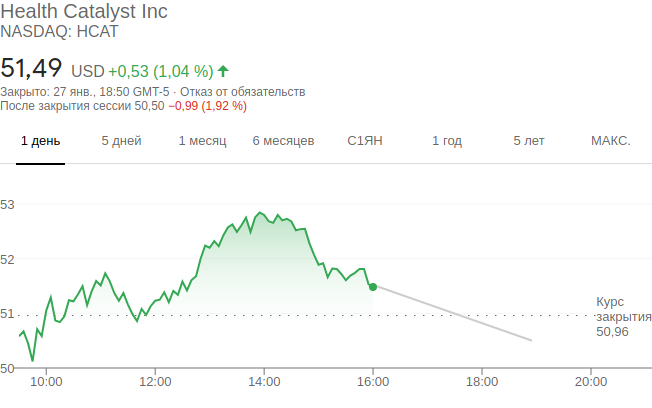 Health Catalyst Inc
NASDAQ: HCAT
51,49 USD +0,53 (1,04 %)
Закрыто: 27 янв., 18:50 GMT-5 · Отказ от обязательств
После закрытия сессии 50,50 −0,99 (1,92 %)
1 день 5 дней 1 месяц 6 месяцев С1ЯН 1 год 5 лет МАКС.
53
52
51
50
Курс
закрытия
50,96
10:00 12:00 14:00 16:00 18:00 20:00